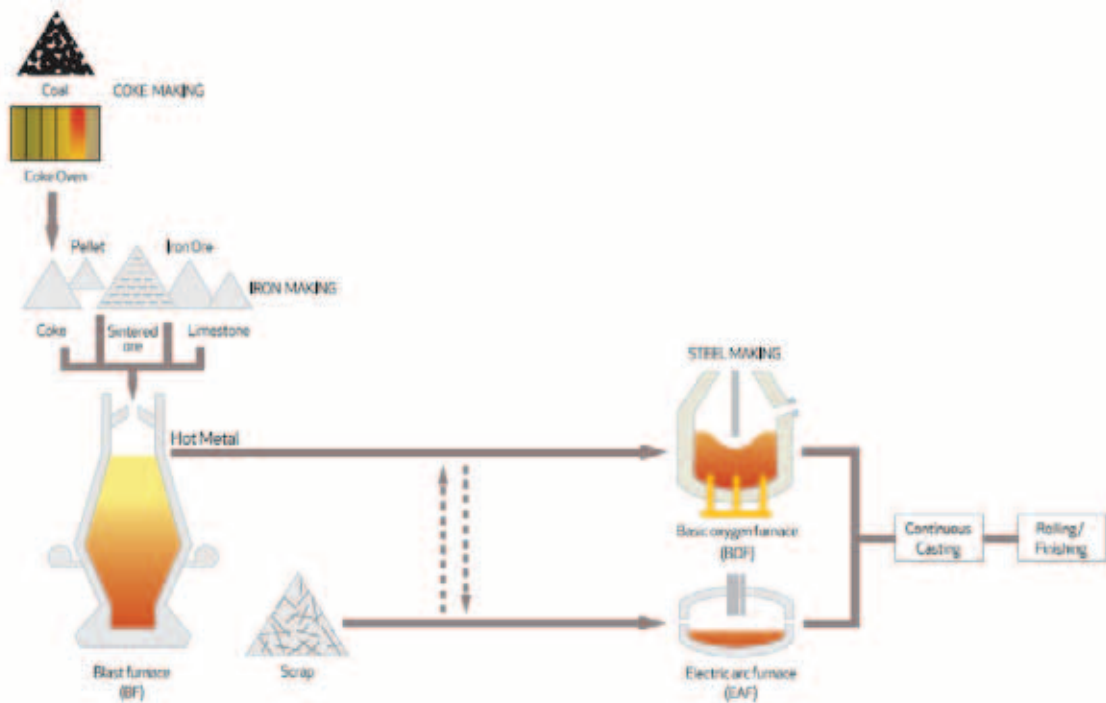 Coal
COKE MAKING
Coke Oven
Pellet
Iron Ore
IRON MAKING
Coke
Sintered
ore
Limestone
STEEL MAKING
Hot Metal
Basic oxygen furnace
(BOF)
Continuous
Casting
Rolling/
Finishing
Blast furnace
(BF)
Scrap
Electric arc furnace
(EAF)